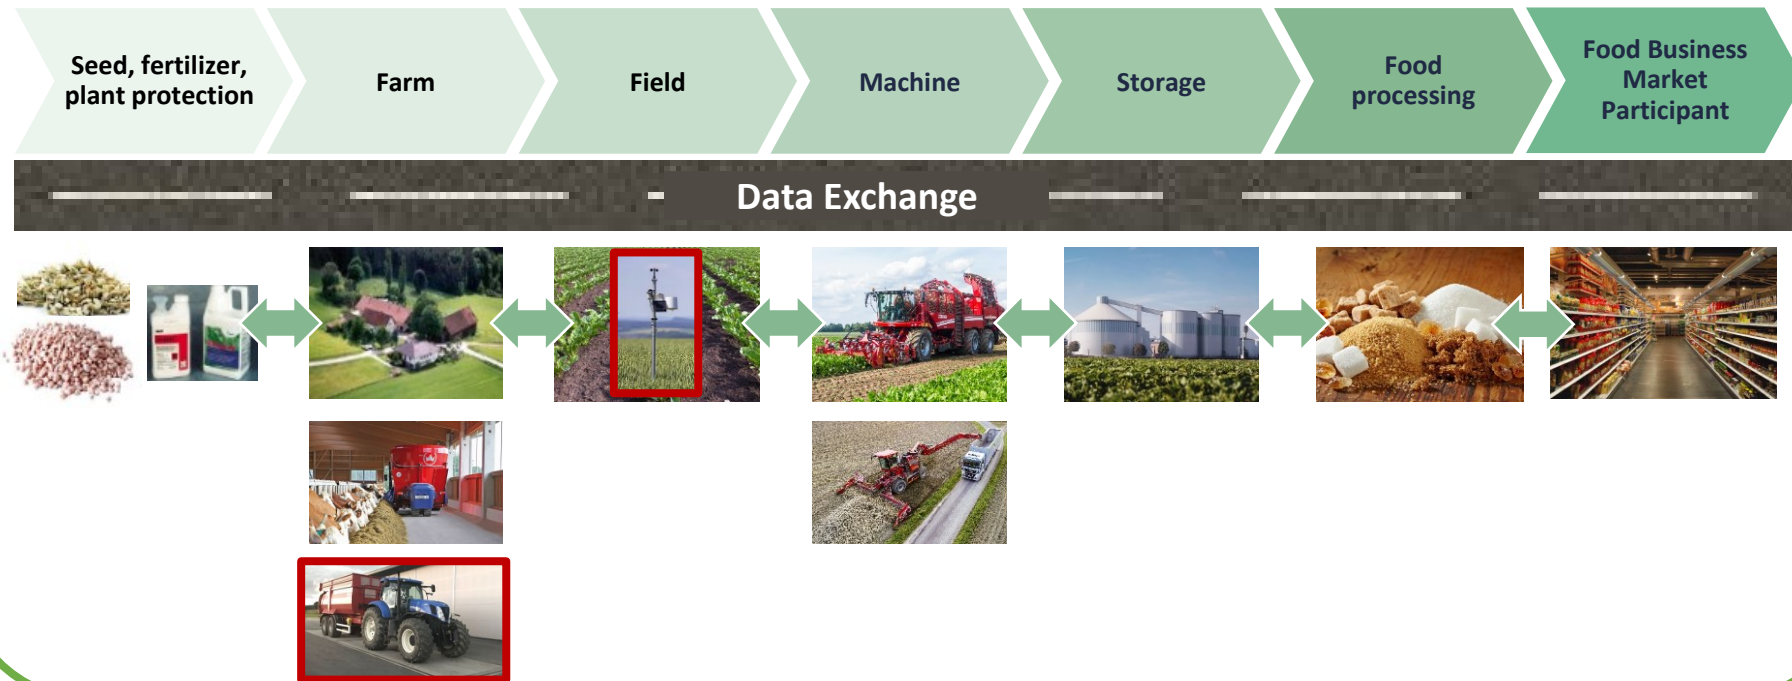 Seed, fertilizer,
plant protection
Farm
Field
Machine
Storage
Food
processing
Food Business
Market
Participant
Data Exchange